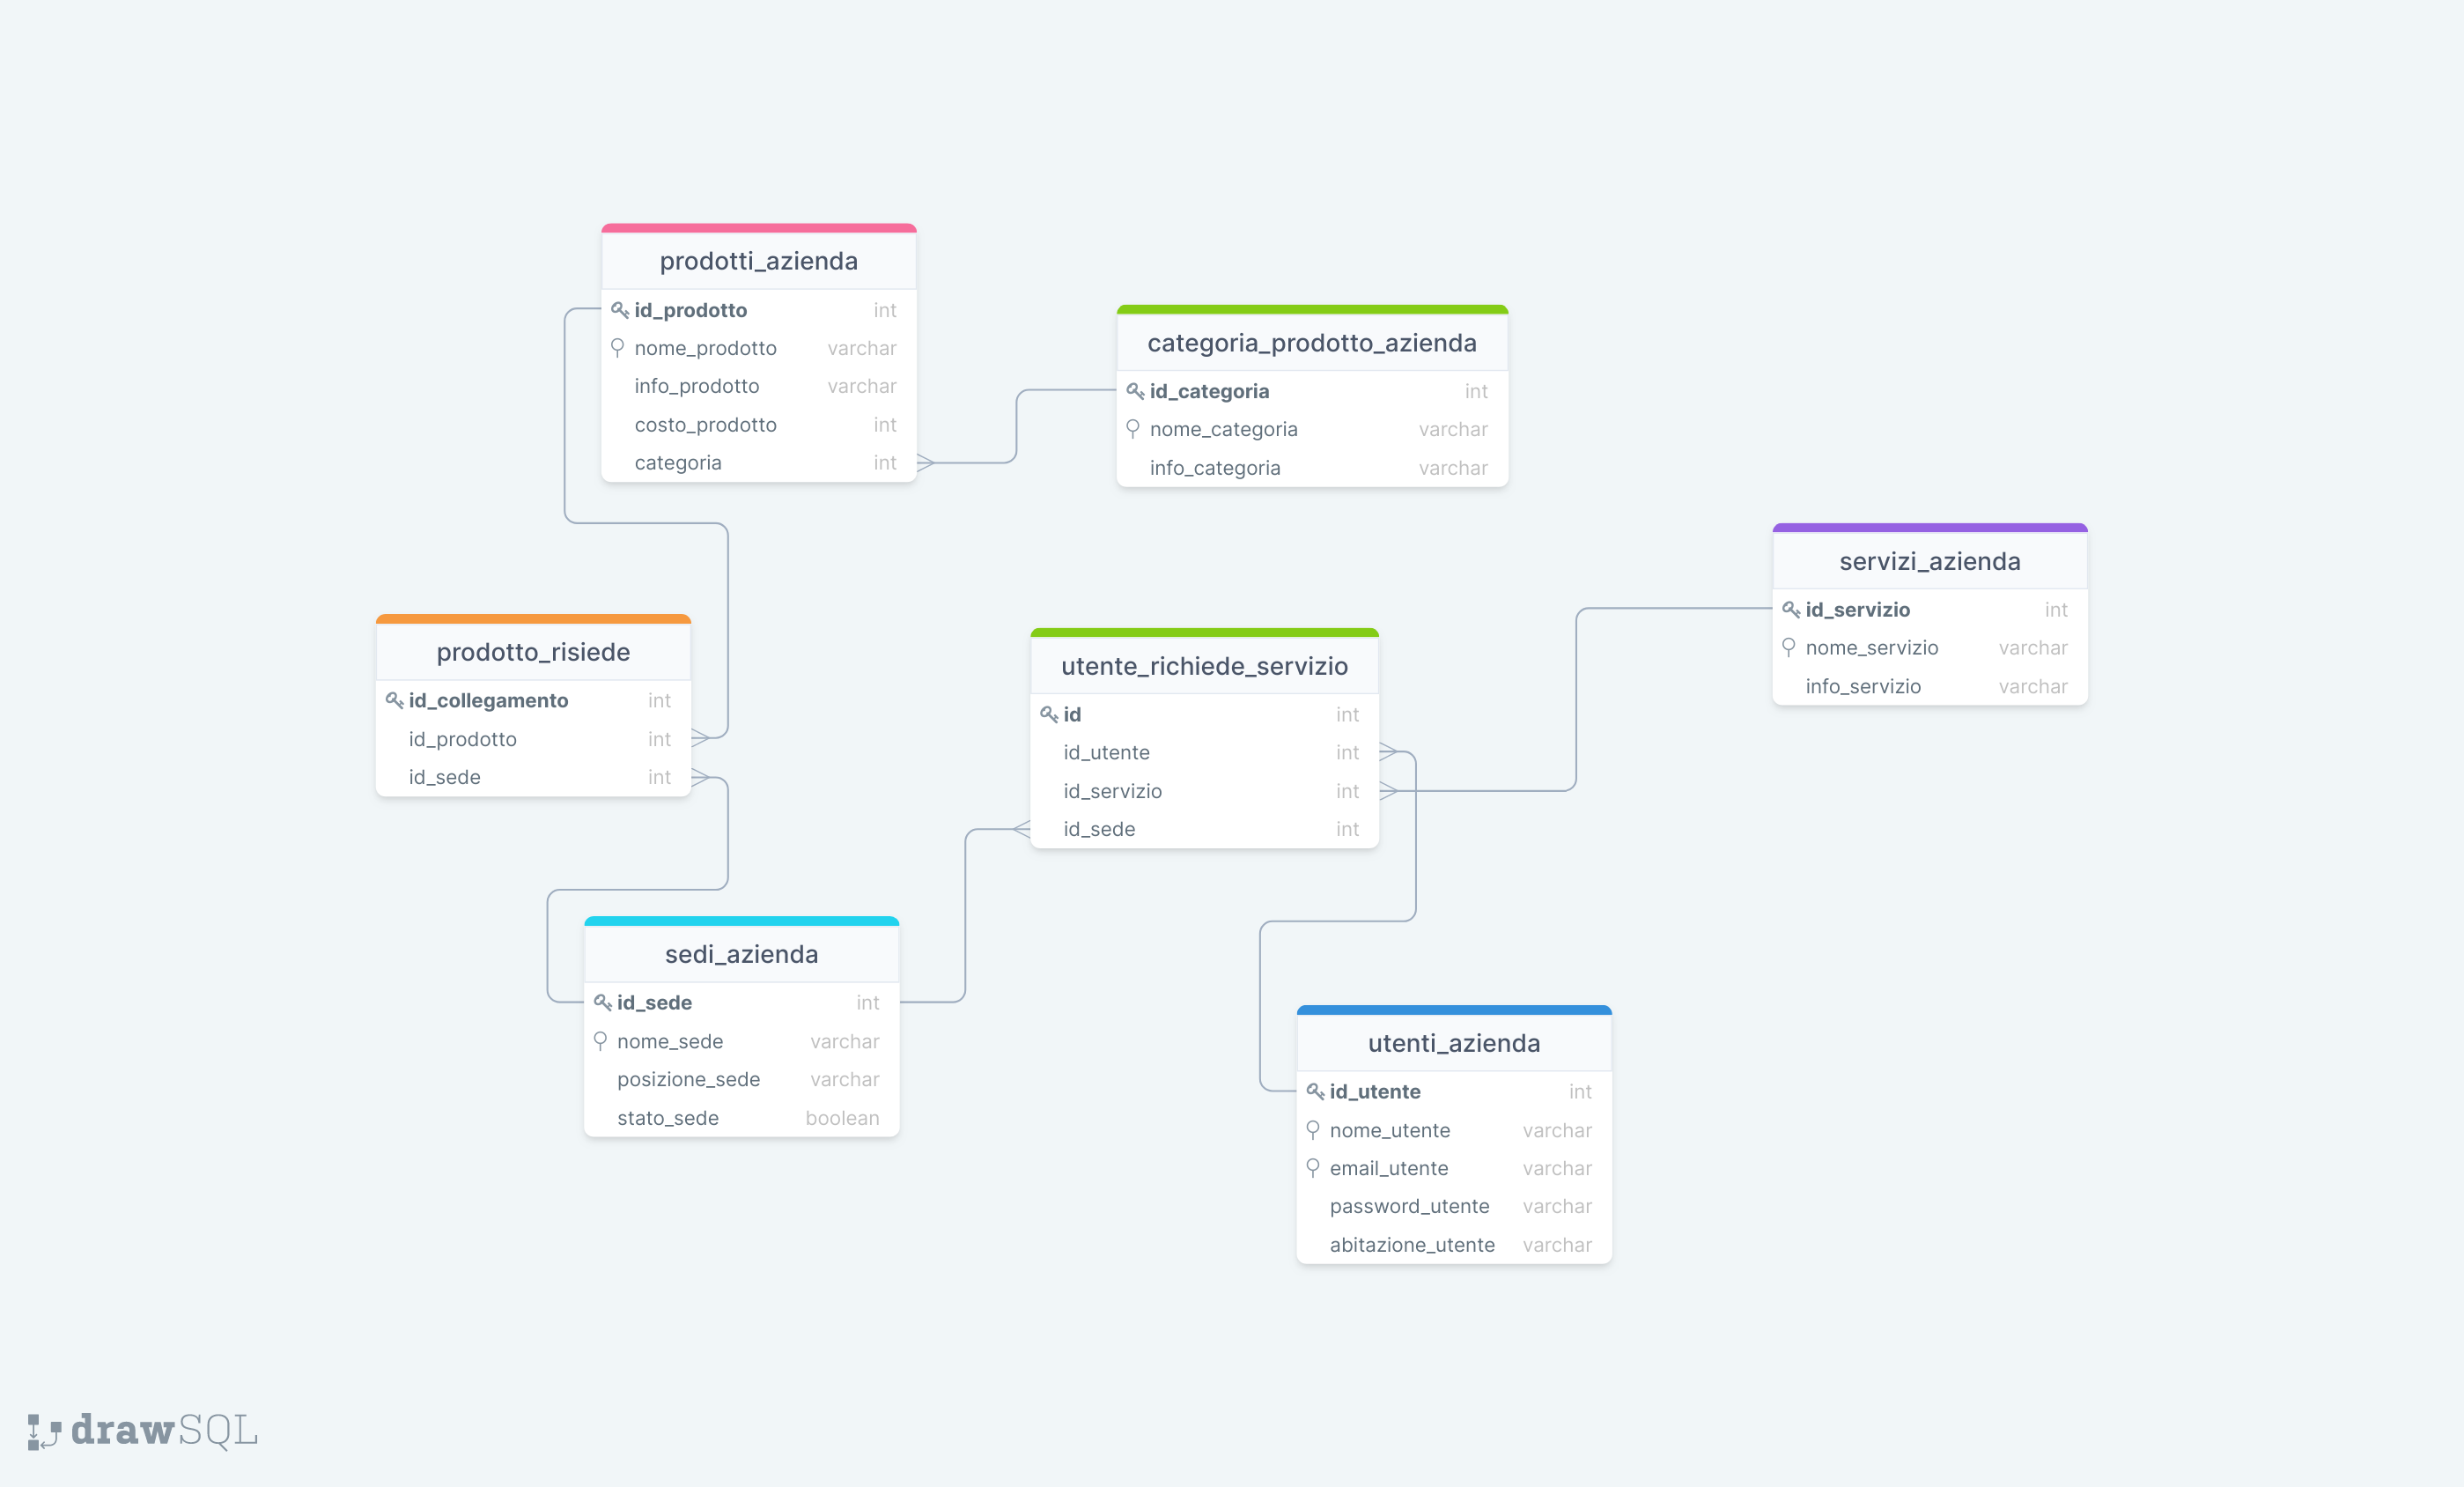 prodotti_azienda
id_prodotto int
nome_prodotto varchar
info_prodotto varchar
costo_prodotto int
categoria int
categoria_prodotto_azienda
id_categoria int
nome_categoria varchar
info_categoria varchar
servizi_azienda
id_servizio int
nome_servizio varchar
info_servizio varchar
prodotto_risiede
id_collegamento int
id_prodotto int
id_sede int
utente_richiede_servizio
id int
id_utente int
id_servizio int
id_sede int
sedi_azienda
id_sede int
nome_sede varchar
posizione_sede varchar
stato_sede boolean
utenti_azienda
id_utente int
nome_utente varchar
email_utente varchar
password_utente varchar
abitazione_utente varchar
drawSQL